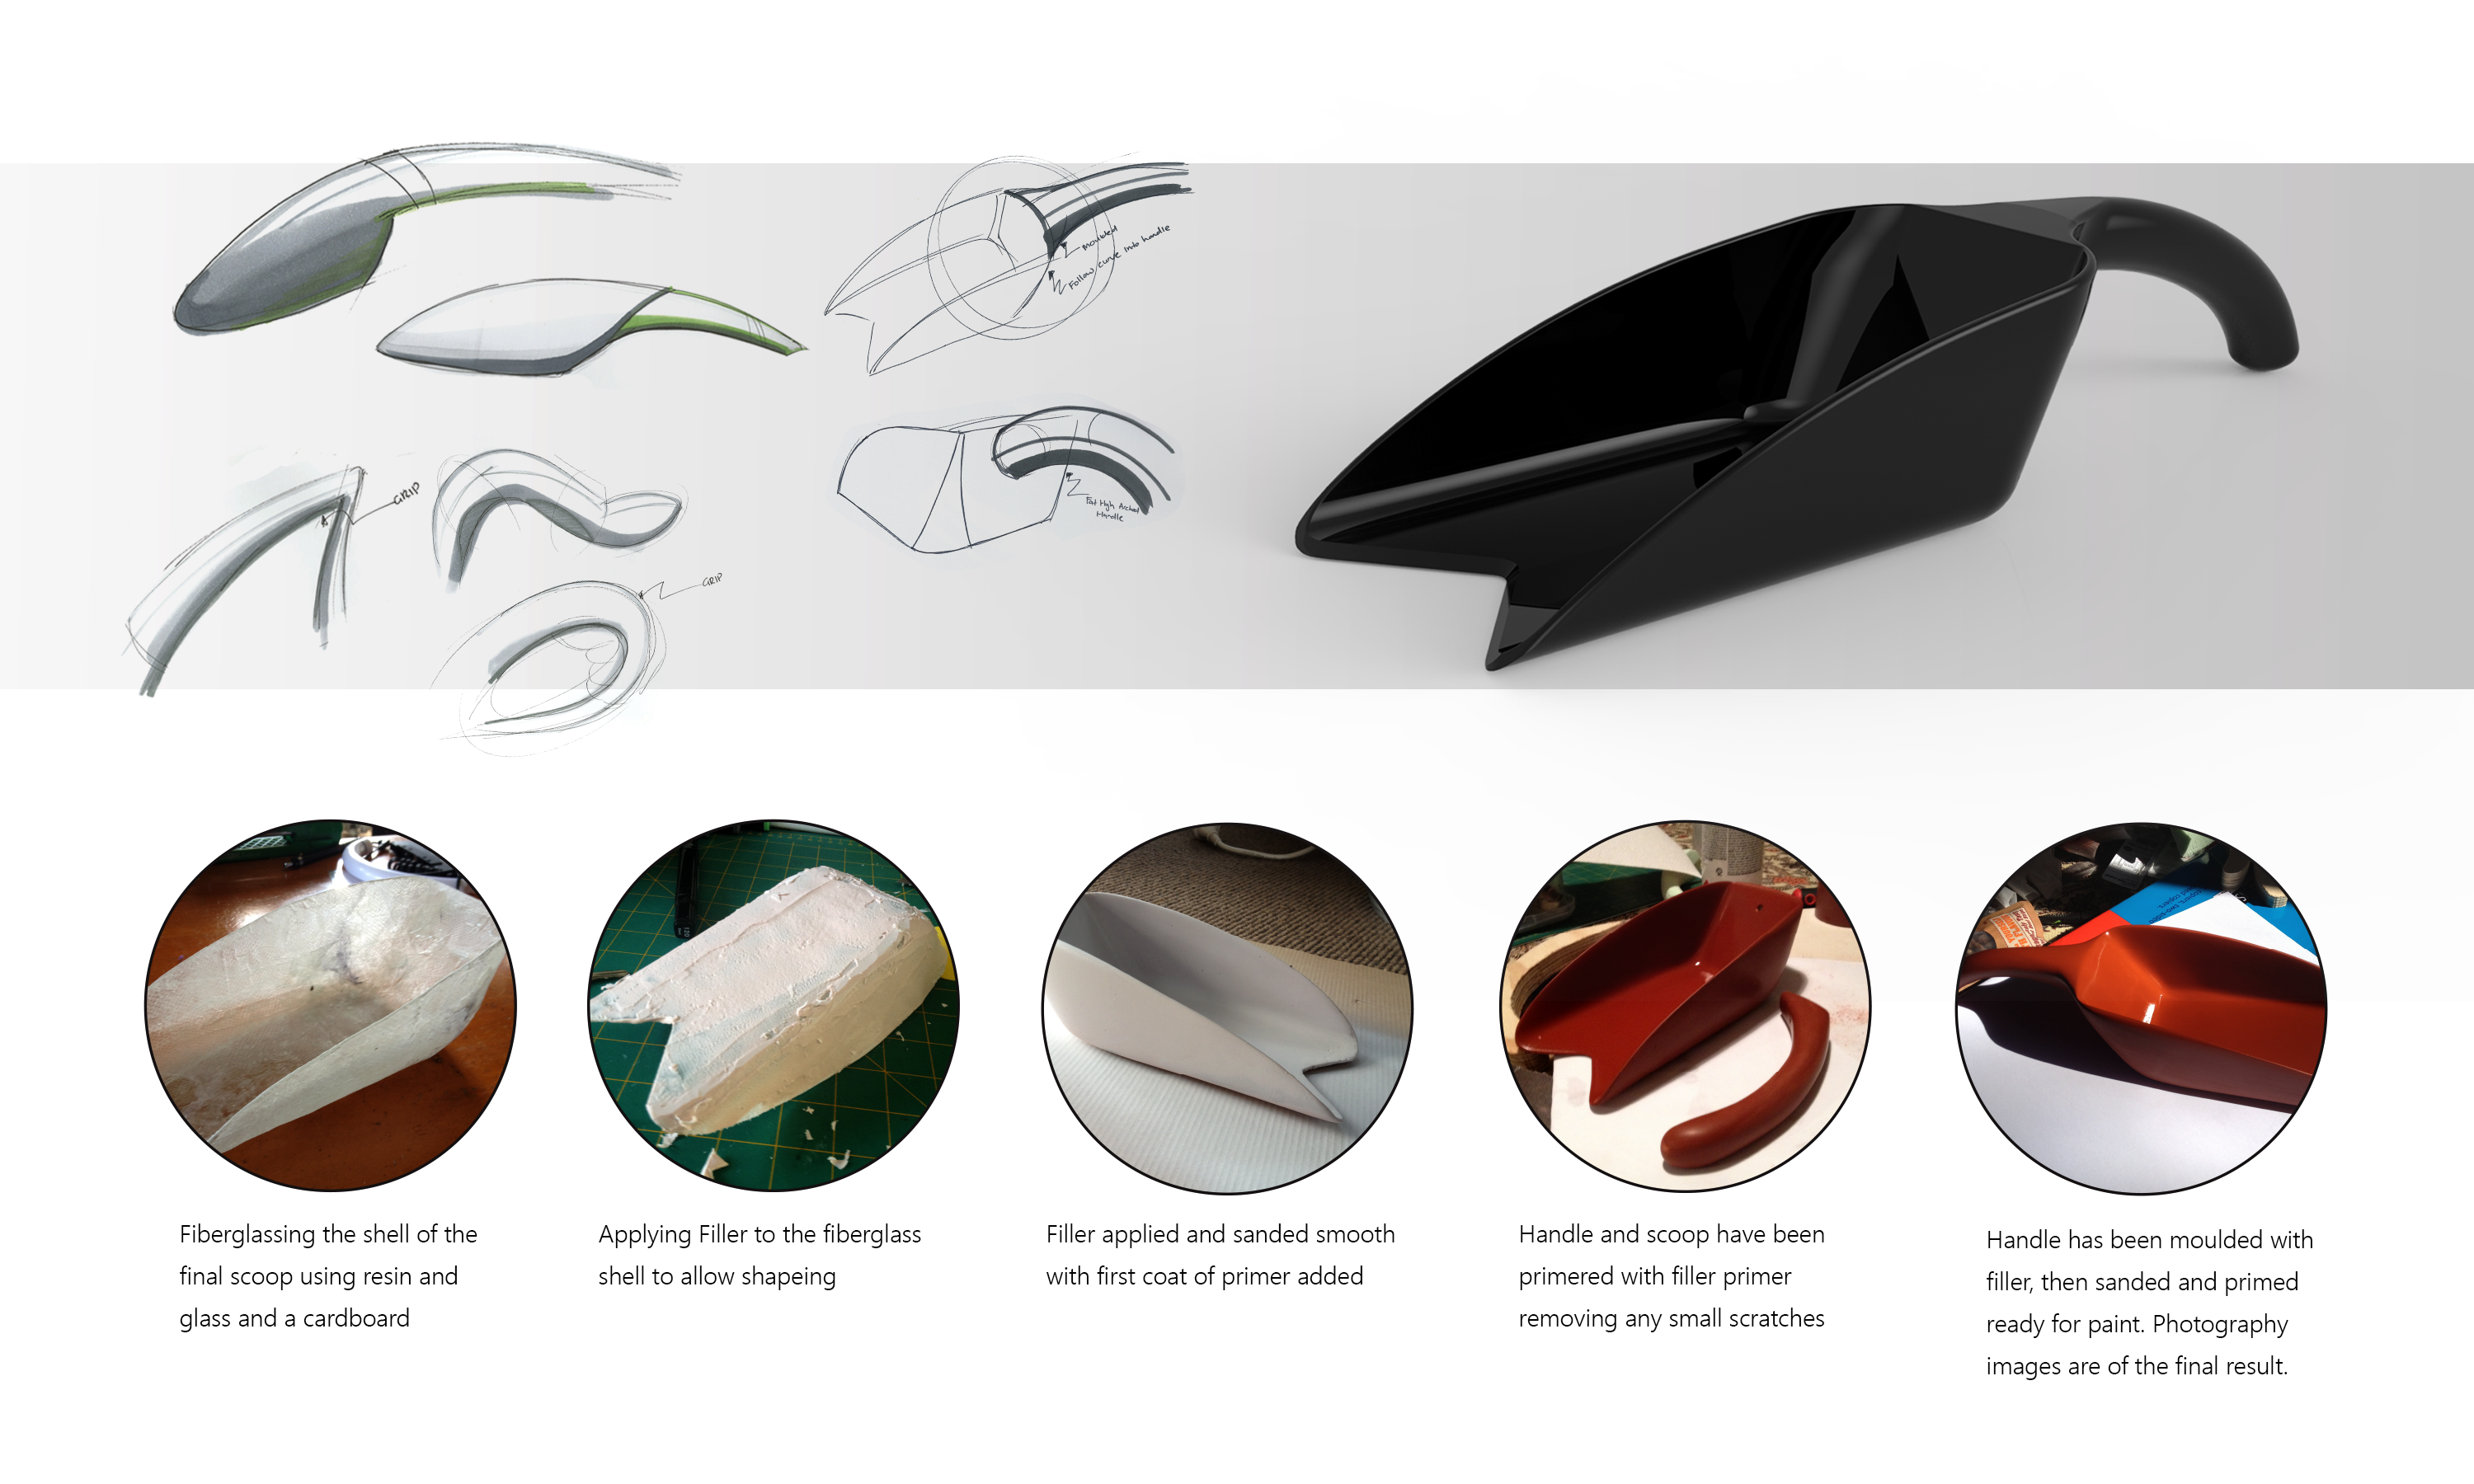 moulded
Follow curve into handle
GRIP
Fat High Arched
Handle
GRIP
Fiberglassing the shell of the
final scoop using resin and
glass and a cardboard
Applying Filler to the fiberglass
shell to allow shapeing
Filler applied and sanded smooth
with first coat of primer added
Handle and scoop have been
primered with filler primer
removing any small scratches
Handle has been moulded with
filler, then sanded and primed
ready for paint. Photography
images are of the final result.